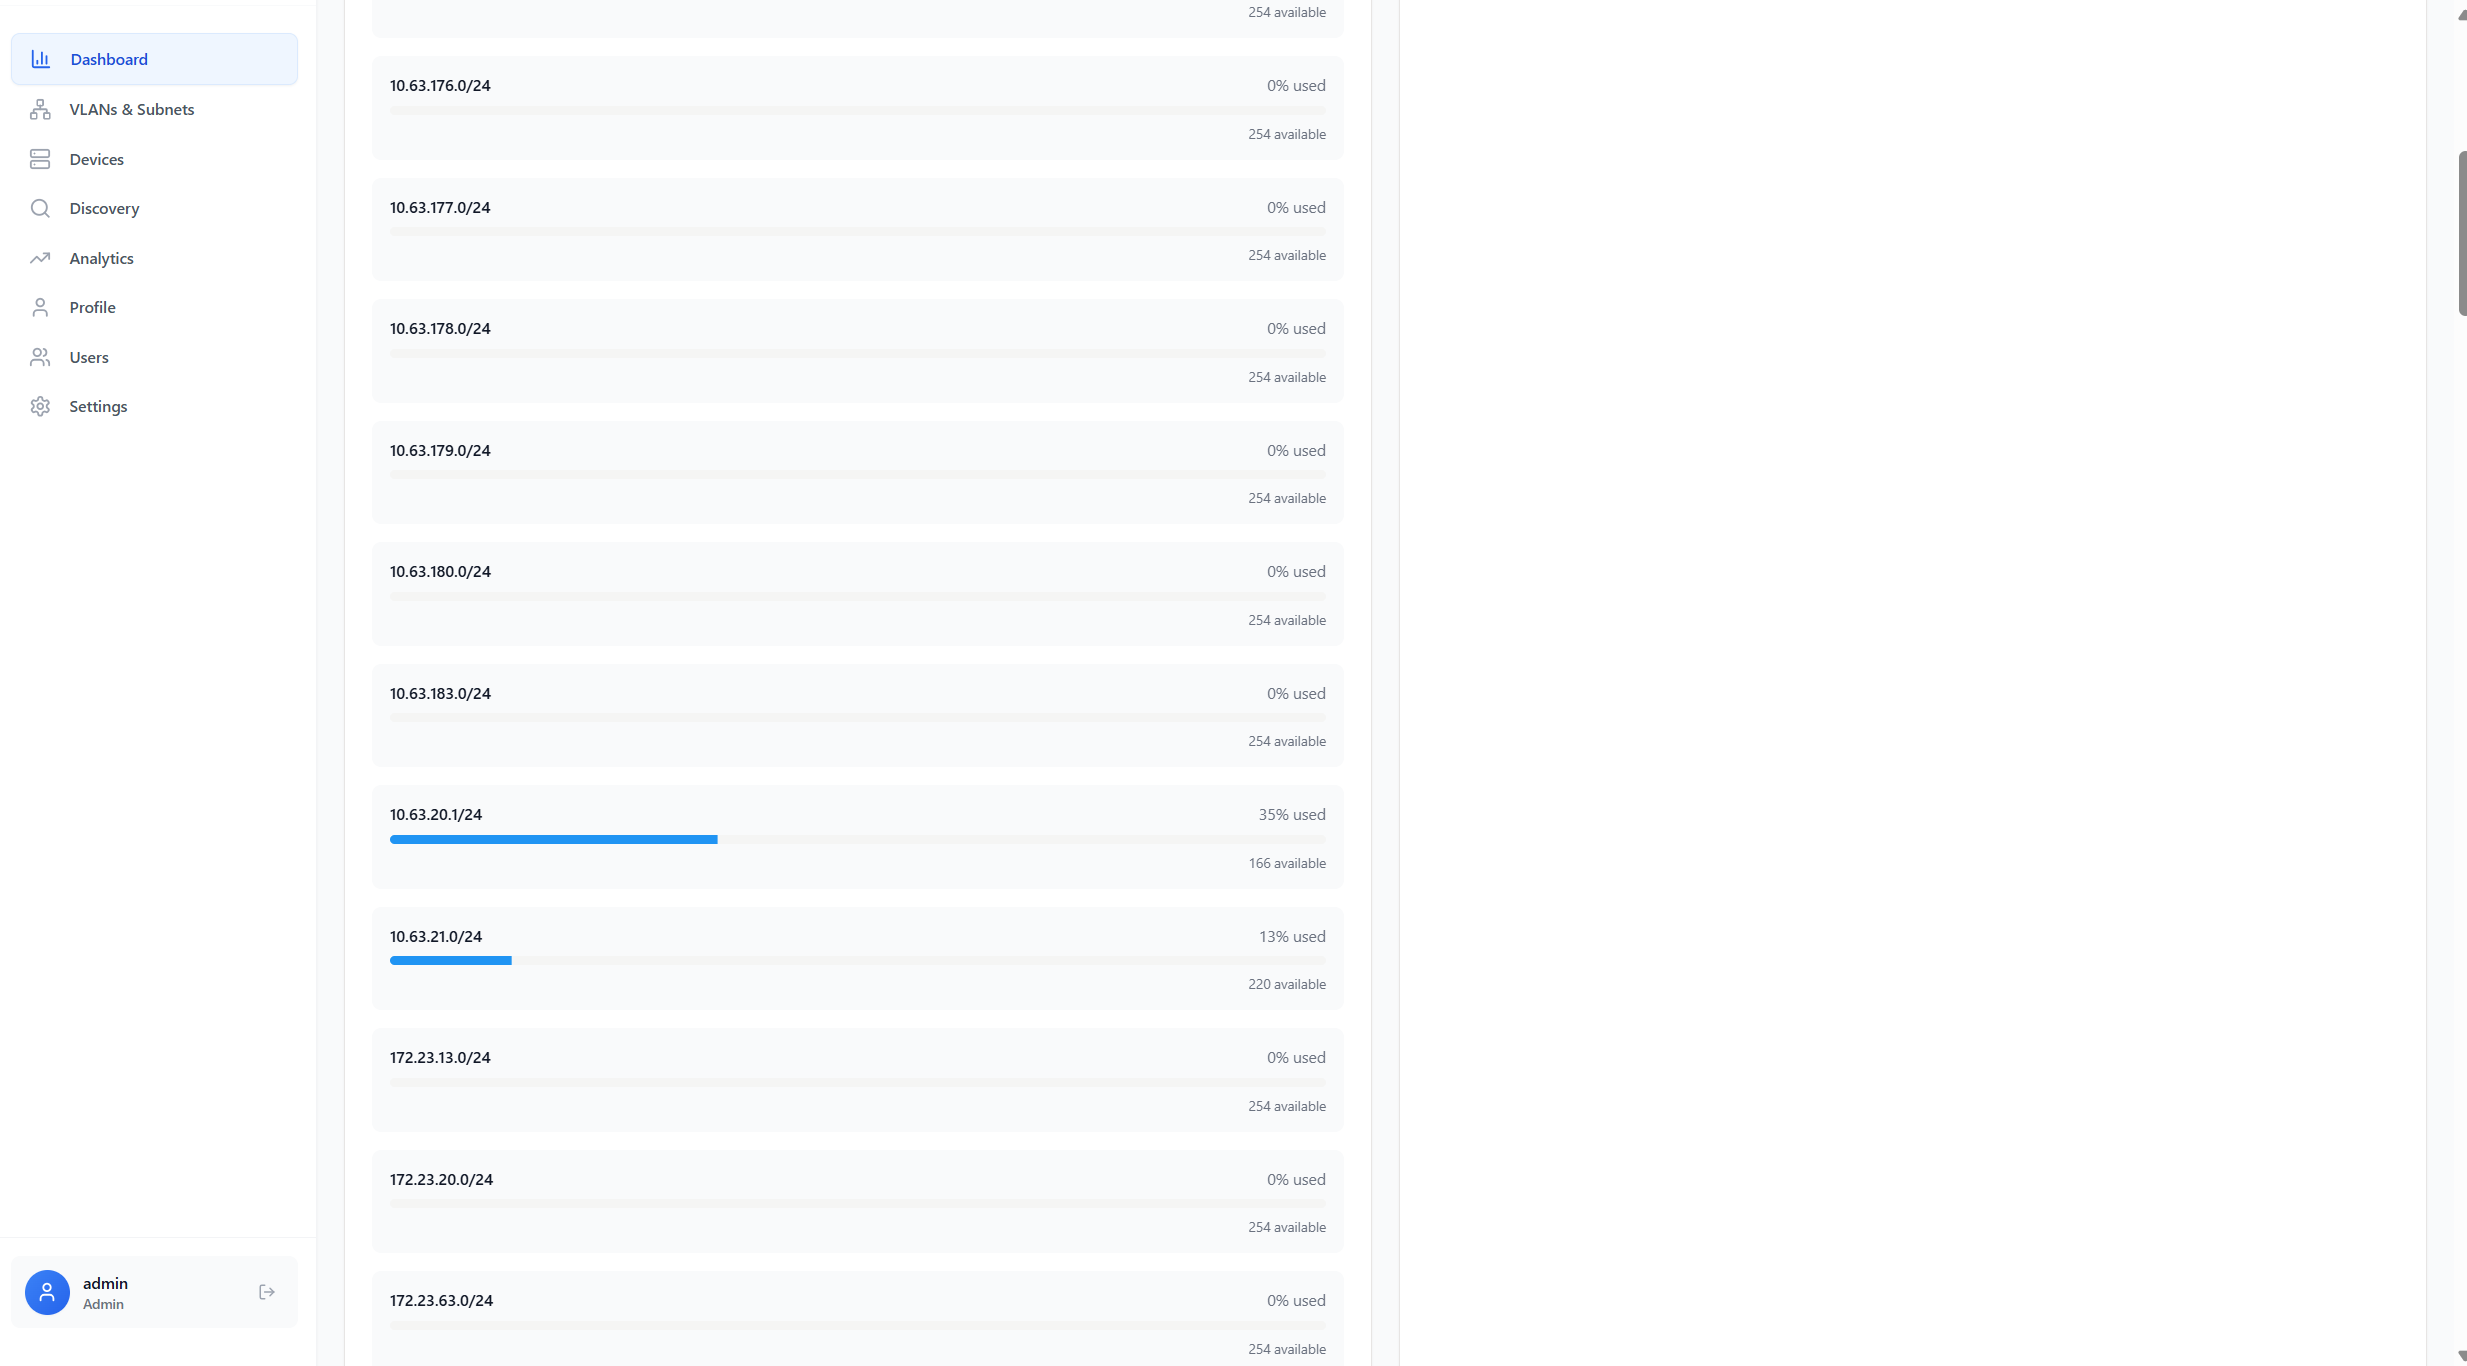 Dashboard
VLANs & Subnets
Devices
Discovery
Analytics
Profile
Users
Settings
admin
Admin
254 available
10.63.176.0/24 0% used
254 available
10.63.177.0/24 0% used
254 available
10.63.178.0/24 0% used
254 available
10.63.179.0/24 0% used
254 available
10.63.180.0/24 0% used
254 available
10.63.183.0/24 0% used
254 available
10.63.20.1/24 35% used
166 available
10.63.21.0/24 13% used
220 available
172.23.13.0/24 0% used
254 available
172.23.20.0/24 0% used
254 available
172.23.63.0/24 0% used
254 available